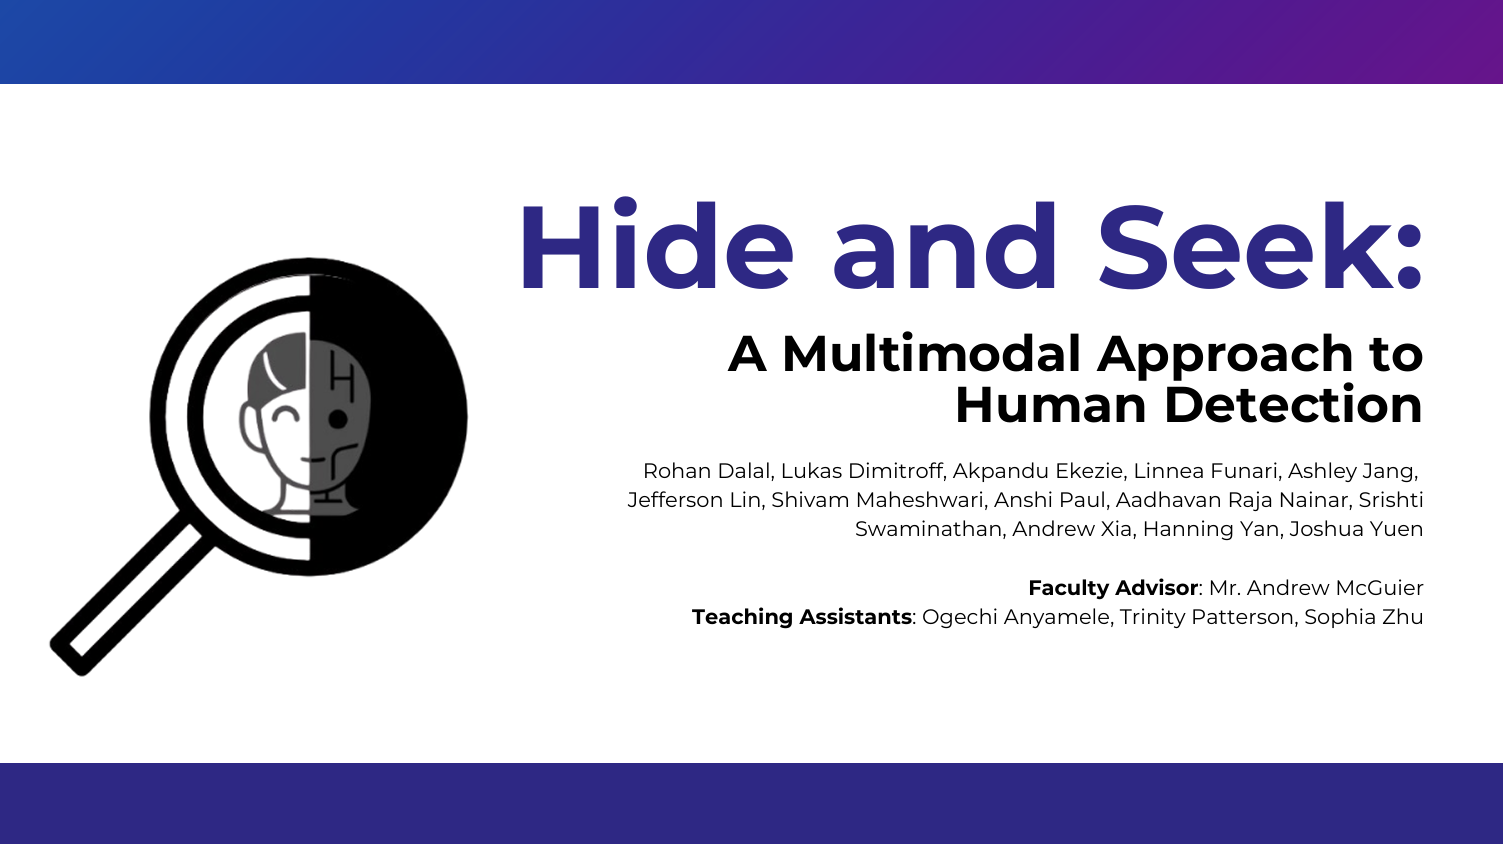 Hide and Seek:
A Multimodal Approach to
Human Detection
Rohan Dalal, Lukas Dimitroff, Akpandu Ekezie, Linnea Funari, Ashley Jang,
Jefferson Lin, Shivam Maheshwari, Anshi Paul, Aadhavan Raja Nainar, Srishti
Swaminathan, Andrew Xia, Hanning Yan, Joshua Yuen
Faculty Advisor: Mr. Andrew McGuier
Teaching Assistants: Ogechi Anyamele, Trinity Patterson, Sophia Zhu